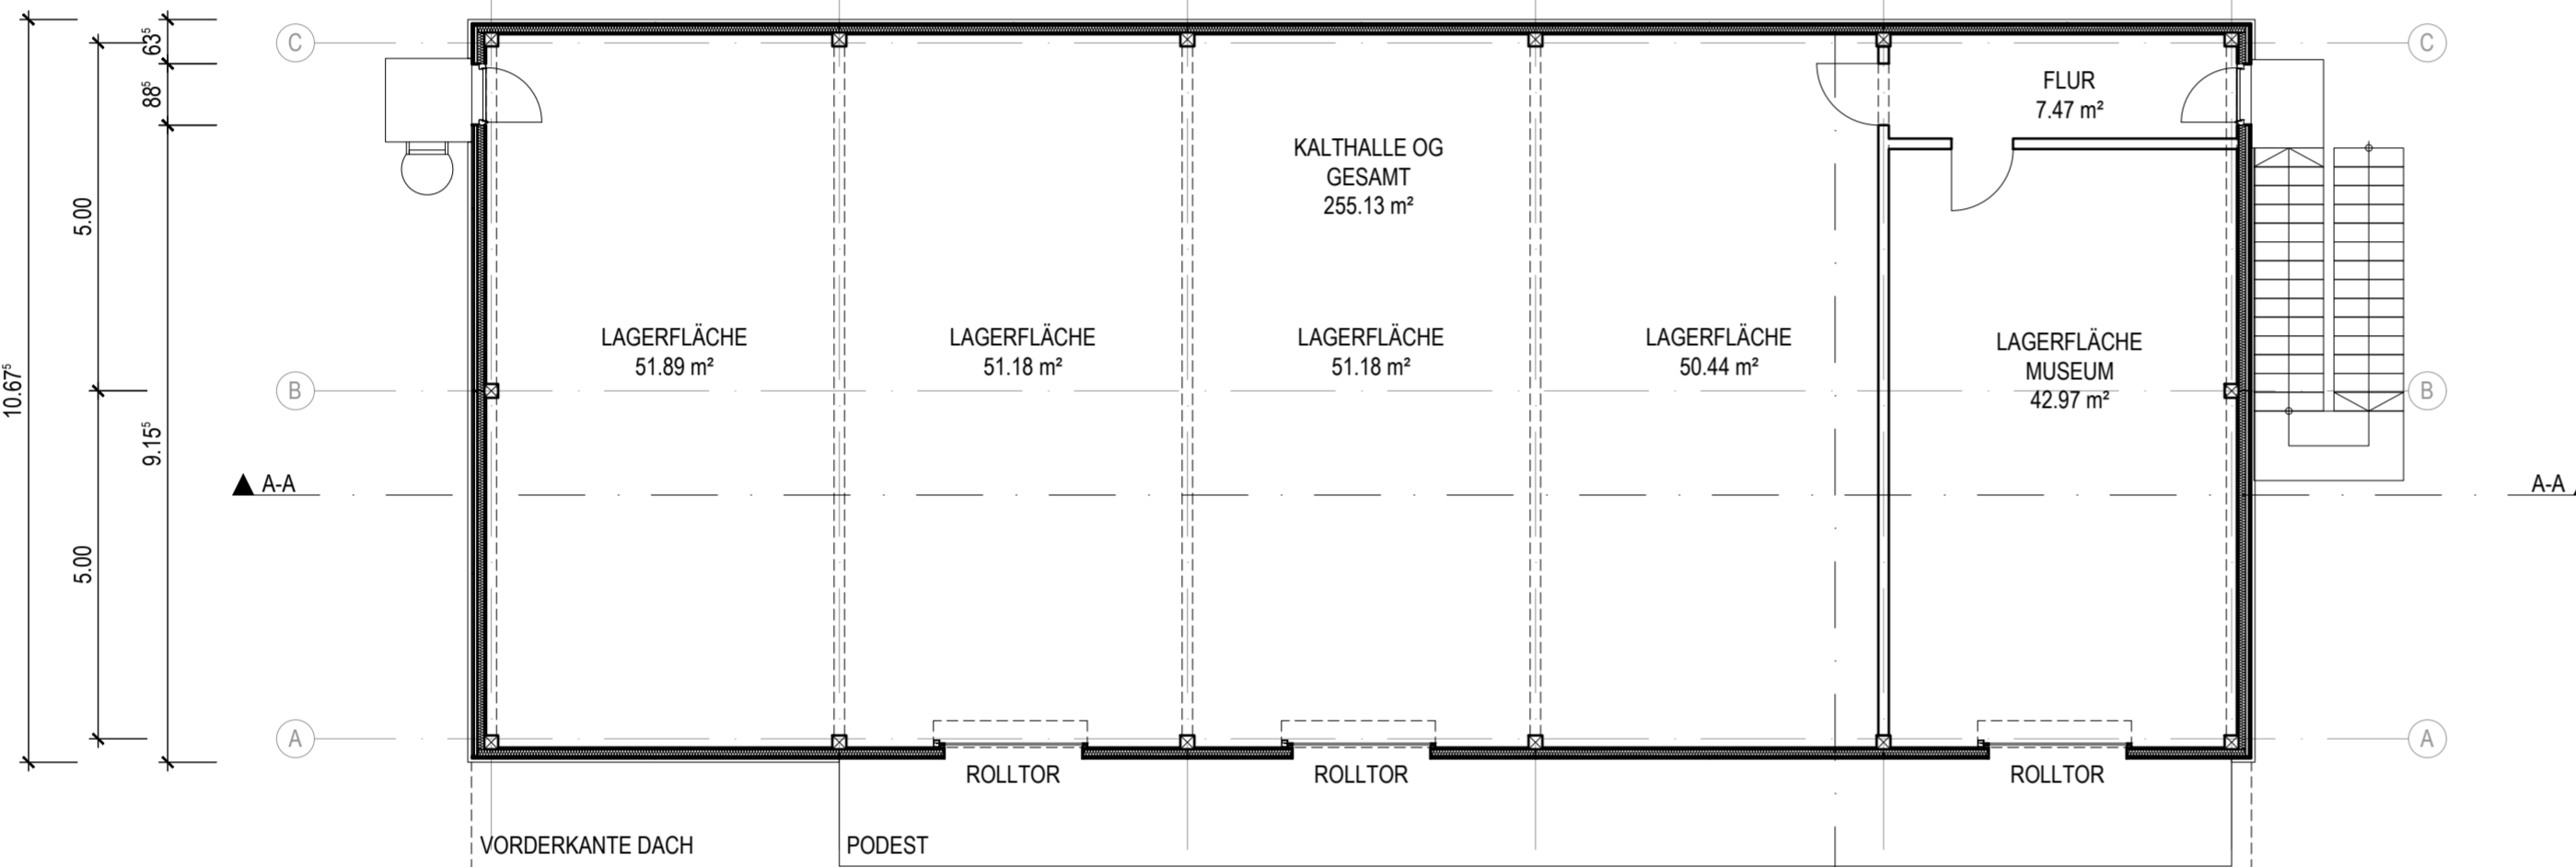 C
C
63⁵
88⁵
FLUR
7.47 m²
KALTHALLE OG
GESAMT
255.13 m²
5.00
LAGERFLÄCHE
51.89 m²
LAGERFLÄCHE
51.18 m²
LAGERFLÄCHE
51.18 m²
LAGERFLÄCHE
50.44 m²
LAGERFLÄCHE
MUSEUM
42.97 m²
10.67⁵
B
B
9.15⁵
A-A
A-A
5.00
A
A
ROLLTOR
ROLLTOR
ROLLTOR
VORDERKANTE DACH
PODEST